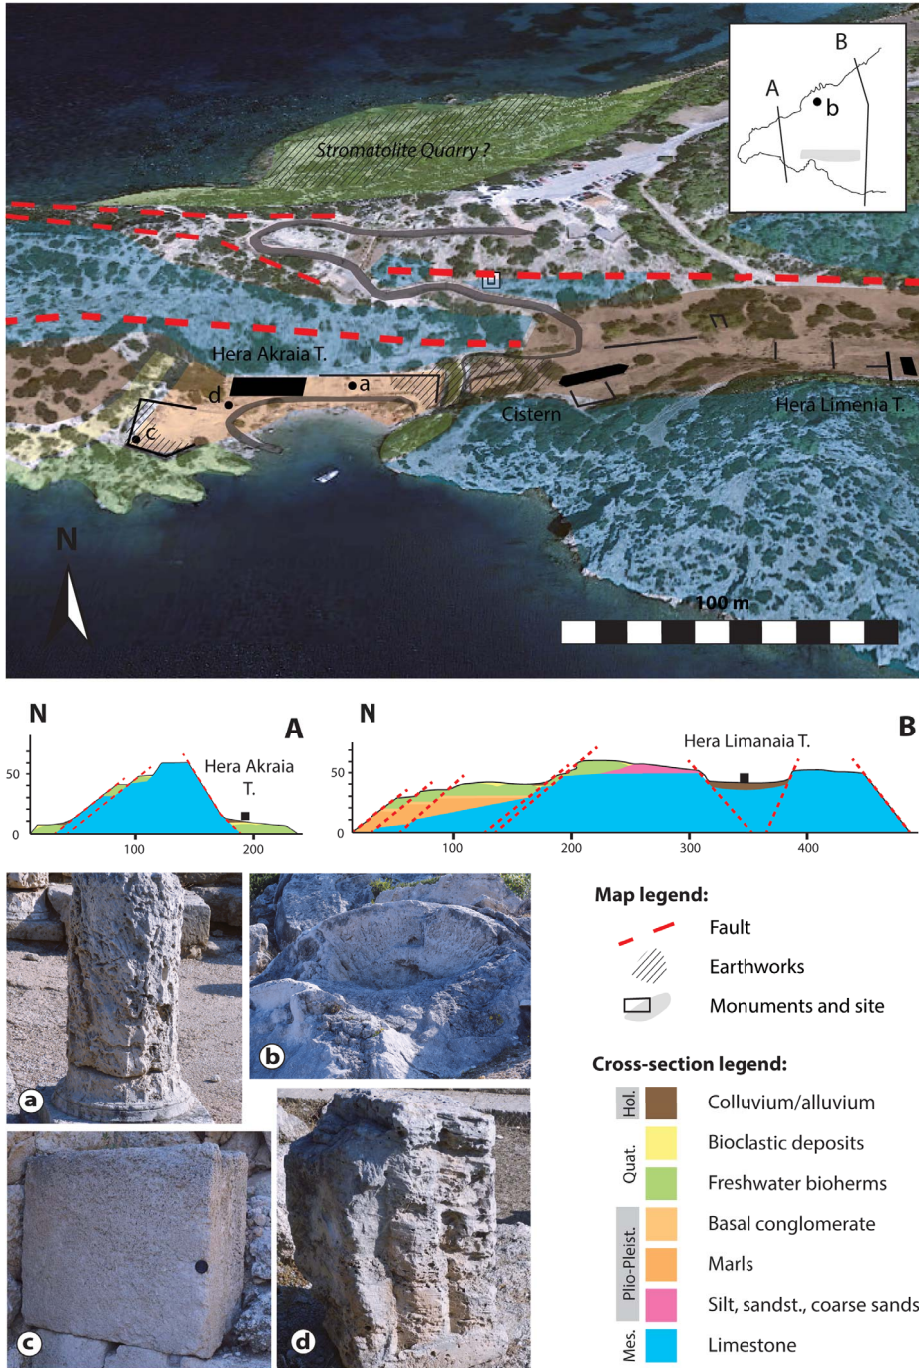 A
B
b
Stromatolite Quarry ?
Hera Akraia T.
a
d
c
Cistern
Hera Limenia T.
N
100 m
N
A
Hera Akraia
T.
50
0
100
200
N
B
Hera Limanaia T.
50
0
100
200
300
400
a
b
c
d
Map legend:
Fault
Earthworks
Monuments and site
Cross-section legend:
Hol.
Colluvium/alluvium
Quat.
Bioclastic deposits
Freshwater bioherms
Plio-Pleist.
Basal conglomerate
Marls
Silt, sandst., coarse sands
Mes.
Limestone